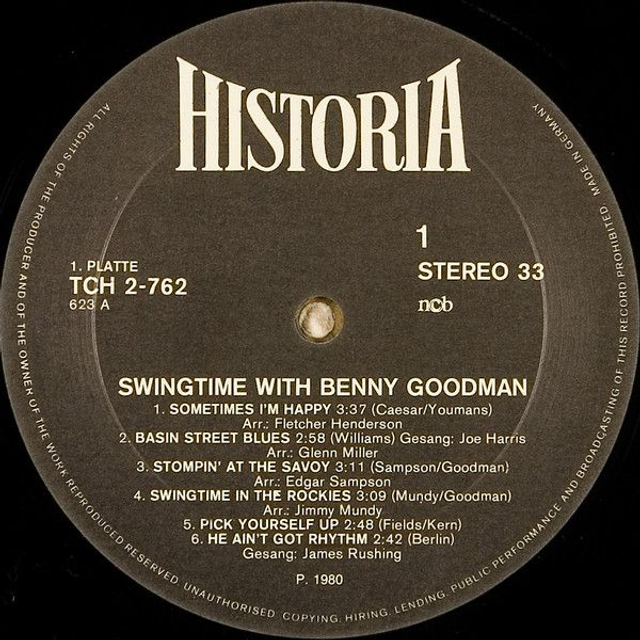 HISTORIA
1
1. PLATTE
TCH 2-762
623 A
STEREO 33
ncb
SWINGTIME WITH BENNY GOODMAN
1. SOMETIMES I'M HAPPY 3:37 (Caesar/Youmans)
Arr.: Fletcher Henderson
2. BASIN STREET BLUES 2:58 (Williams) Gesang: Joe Harris
Arr.: Glenn Miller
3. STOMPIN' AT THE SAVOY 3:11 (Sampson/Goodman)
Arr.: Edgar Sampson
4. SWINGTIME IN THE ROCKIES 3:09 (Mundy/Goodman)
Arr.: Jimmy Mundy
5. PICK YOURSELF UP 2:48 (Fields/Kern)
6. HE AIN'T GOT RHYTHM 2:42 (Berlin)
Gesang: James Rushing
P. 1980
ALL RIGHTS OF THE PRODUCER AND OF THE OWNER OF THE WORK REPRODUCED RESERVED. UNAUTHORISED COPYING. HIRING. LENDING. PUBLIC PERFORMANCE AND BROADCASTING OF THIS RECORD PROHIBITED MADE IN GERMANY